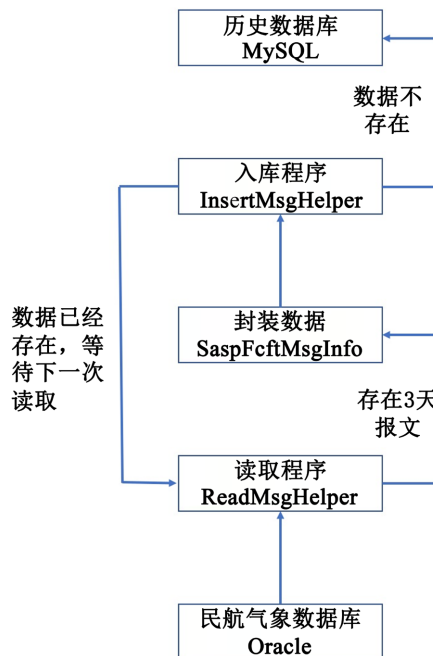 历史数据库
MySQL
数据不
存在
入库程序
InsertMsgHelper
数据已经
存在，等
待下一次
读取
封装数据
SaspFcftMsgInfo
存在3天
报文
读取程序
ReadMsgHelper
民航气象数据库
Oracle